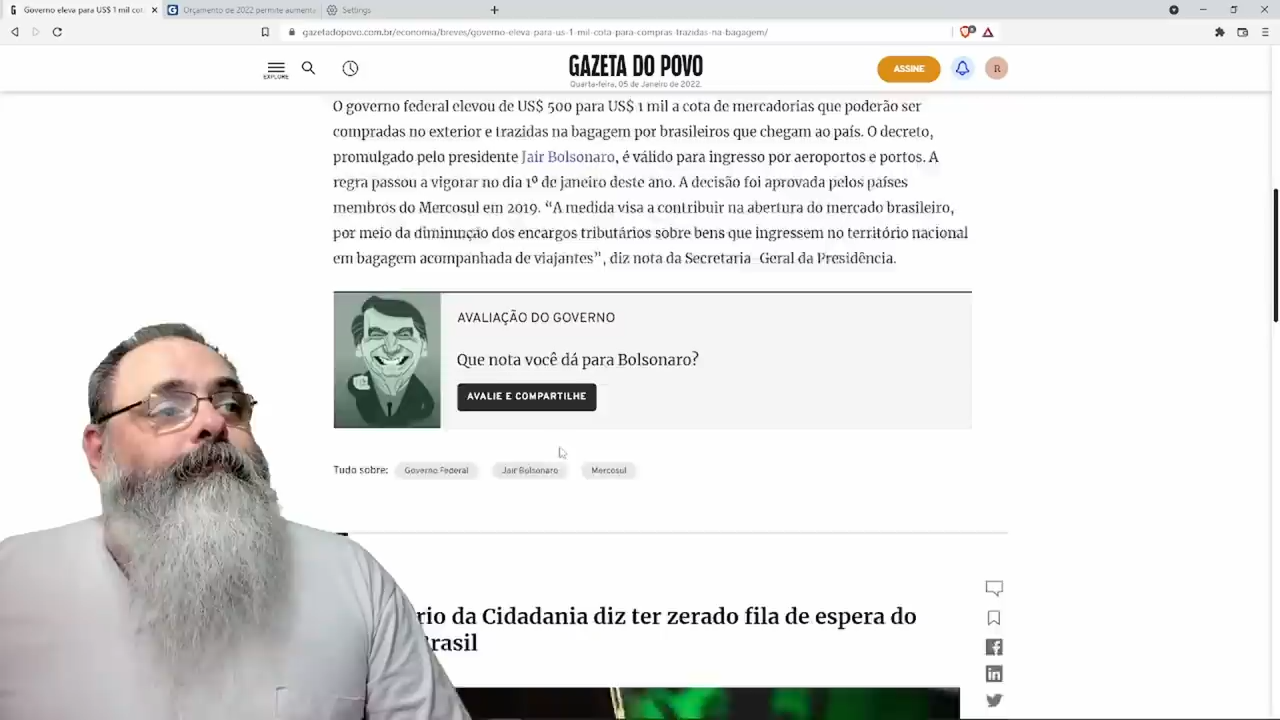 Governo eleva para US$ 1 mil cot
Orçamento de 2022 permite aumenta
Settings
gazetadopovo.com.br/economia/breves/governo-eleva-para-us-1-mil-cota-para-compras-trazidas-na-bagagem/
EXPLORE
GAZETA DO POVO
Quarta-feira, 05 de Janeiro de 2022.
ASSINE
R
O governo federal elevou de US$ 500 para US$ 1 mil a cota de mercadorias que poderão ser
compradas no exterior e trazidas na bagagem por brasileiros que chegam ao país. O decreto,
promulgado pelo presidente Jair Bolsonaro, é válido para ingresso por aeroportos e portos. A
regra passou a vigorar no dia 1º de janeiro deste ano. A decisão foi aprovada pelos países
membros do Mercosul em 2019. “A medida visa a contribuir na abertura do mercado brasileiro,
por meio da diminução dos encargos tributários sobre bens que ingressem no território nacional
em bagagem acompanhada de viajantes”, diz nota da Secretaria-Geral da Presidência.
AVALIAÇÃO DO GOVERNO
Que nota você dá para Bolsonaro?
AVALIE E COMPARTILHE
Tudo sobre: Governo Federal Jair Bolsonaro Mercosul
rio da Cidadania diz ter zerado fila de espera do
Brasil